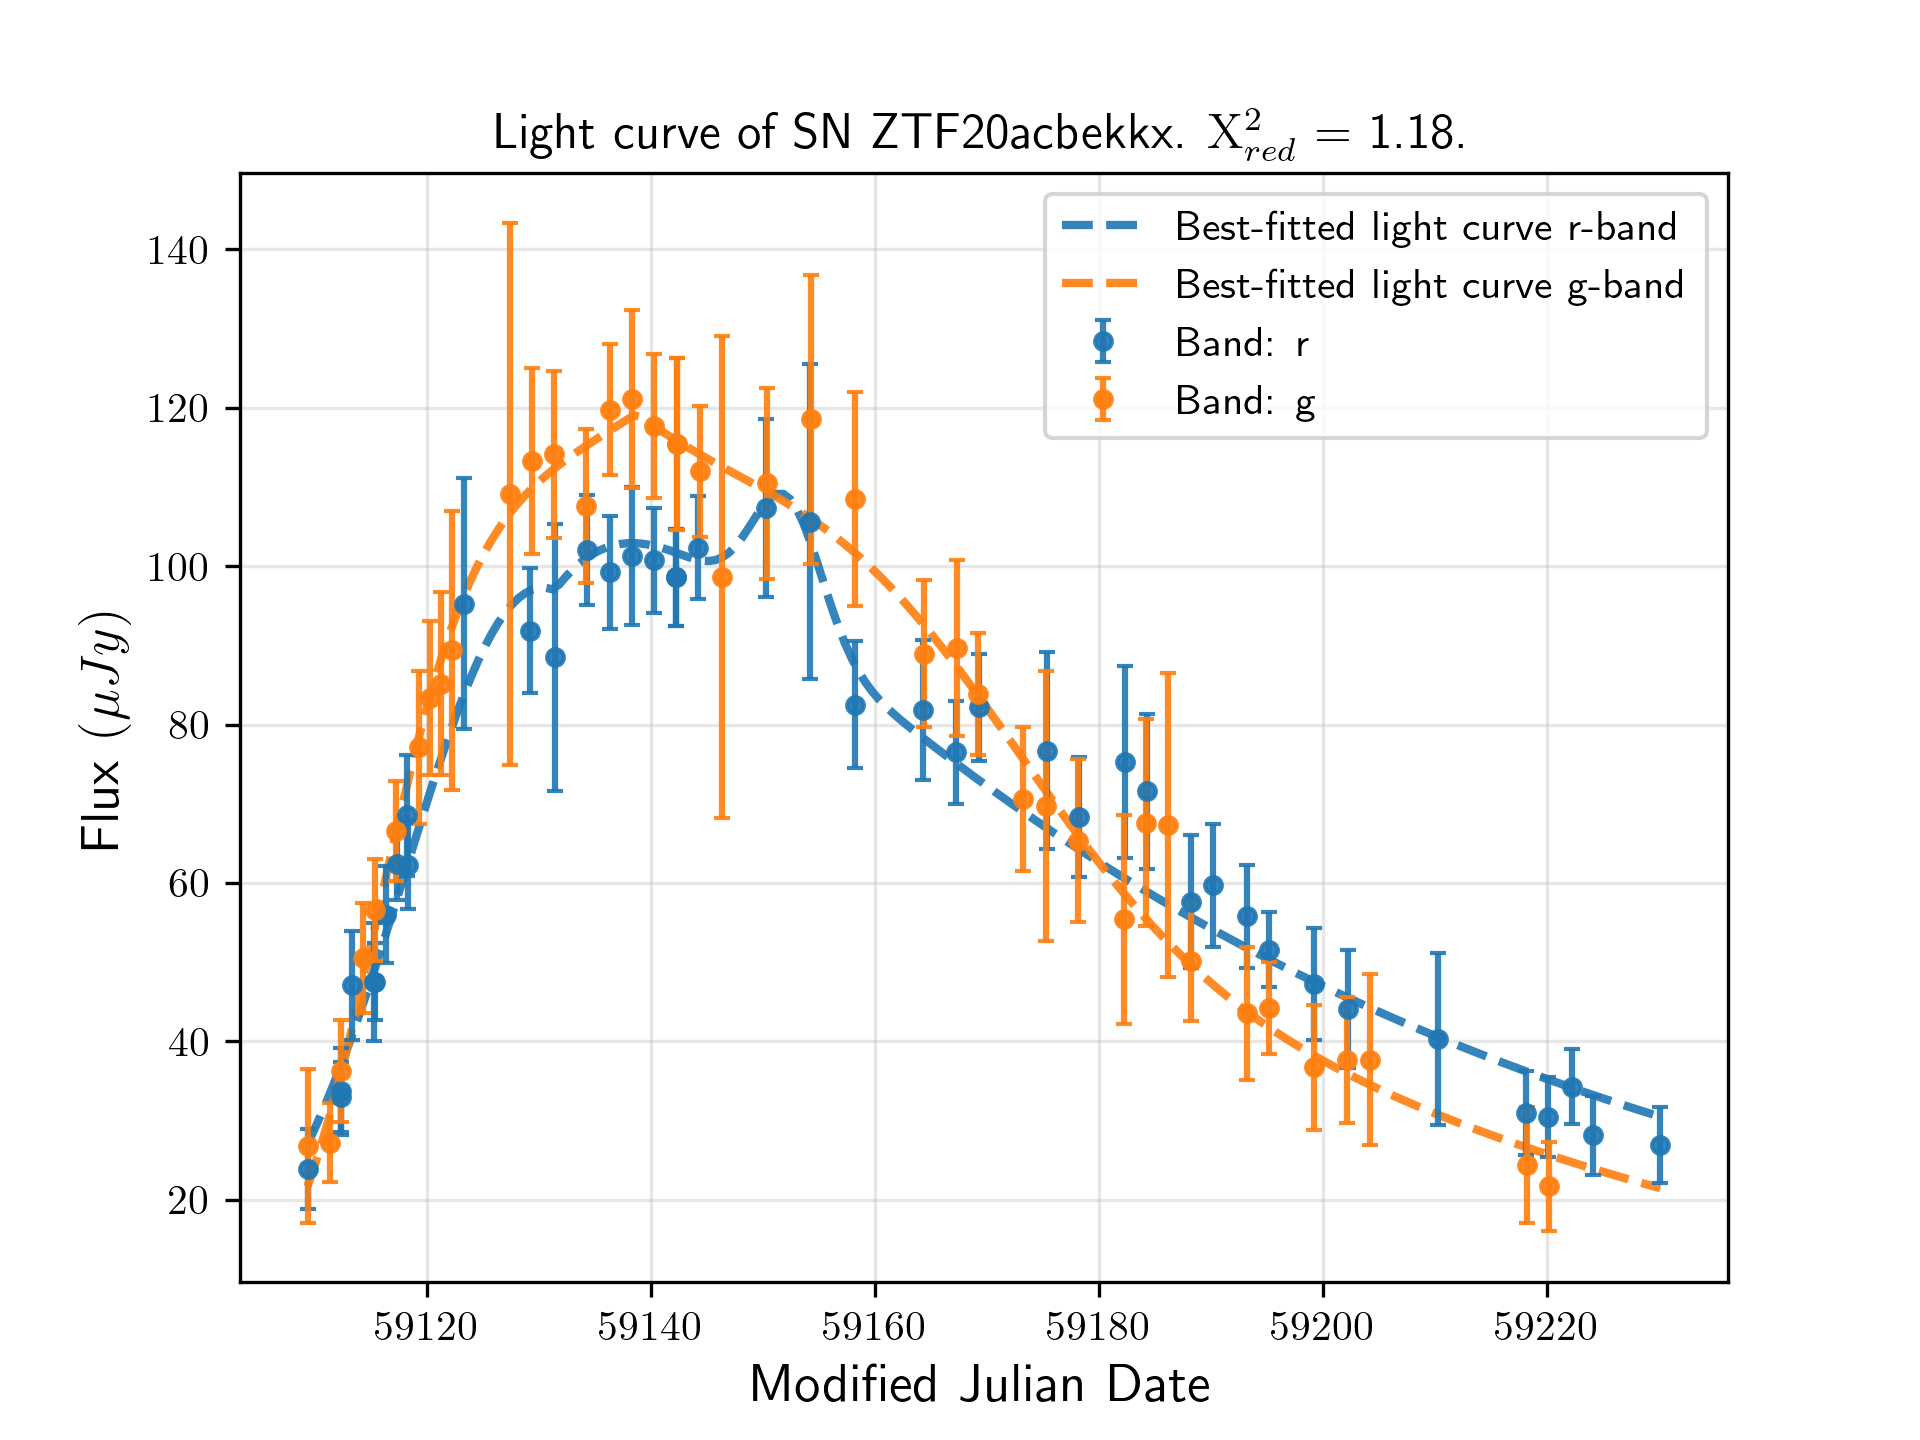 Light curve of SN ZTF20acbekkx. X²_red = 1.18.
Best-fitted light curve r-band
Best-fitted light curve g-band
Band: r
Band: g
Flux (μJy)
140
120
100
80
60
40
20
59120 59140 59160 59180 59200 59220
Modified Julian Date